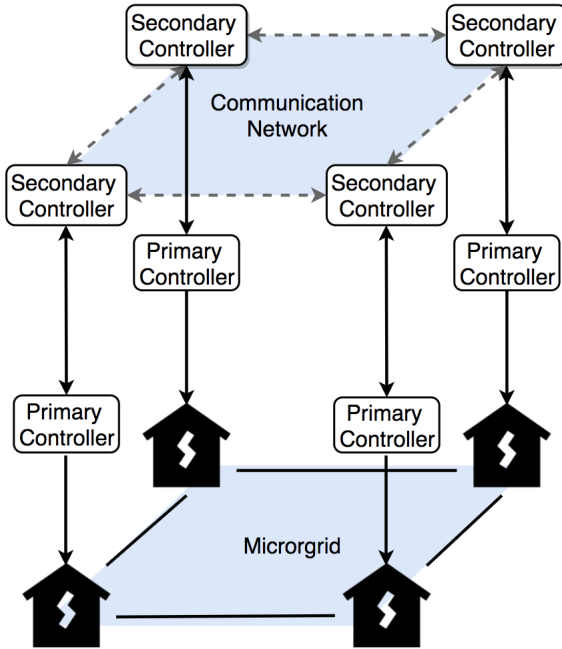 Secondary
Controller
Secondary
Controller
Communication
Network
Secondary
Controller
Secondary
Controller
Primary
Controller
Primary
Controller
Primary
Controller
Primary
Controller
Microrgrid